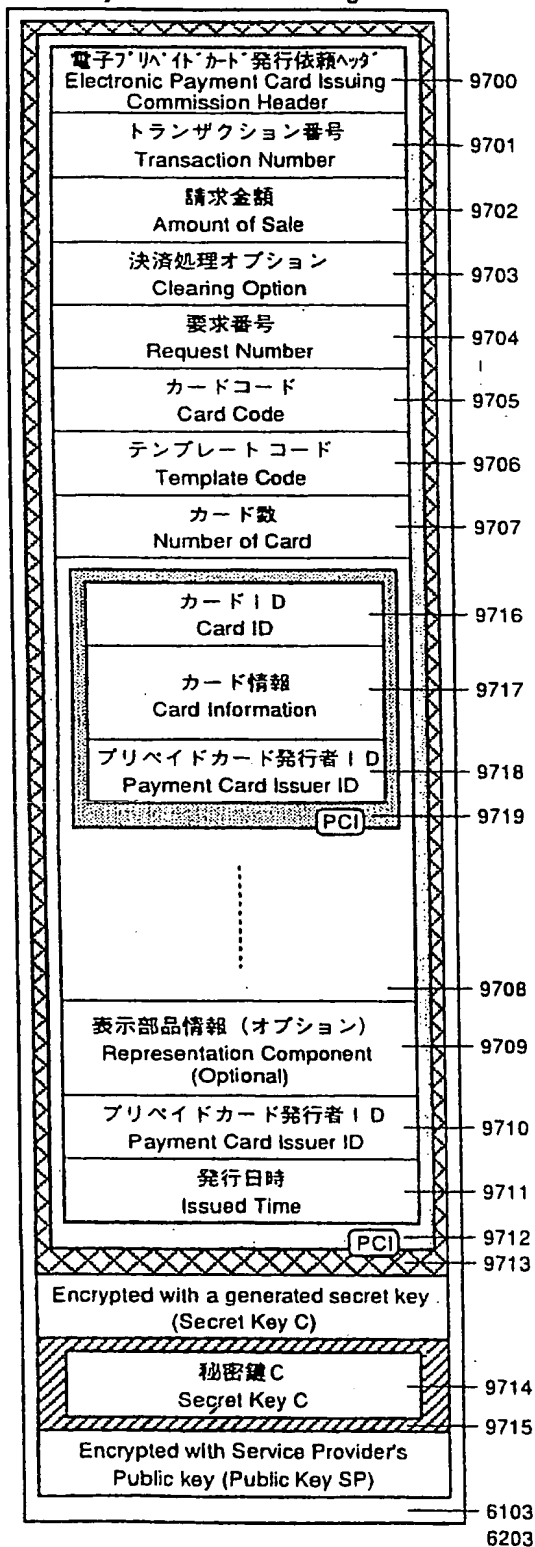 電子プリペイドカード発行依頼ヘッダ
Electronic Payment Card Issuing
Commission Header
9700
トランザクション番号
Transaction Number
9701
請求金額
Amount of Sale
9702
決済処理オプション
Clearing Option
9703
要求番号
Request Number
9704
カードコード
Card Code
9705
テンプレートコード
Template Code
9706
カード数
Number of Card
9707
カードID
Card ID
9716
カード情報
Card Information
9717
プリペイドカード発行者ID
Payment Card Issuer ID
9718
PCI
9719
9708
表示部品情報（オプション）
Representation Component
(Optional)
9709
プリペイドカード発行者ID
Payment Card Issuer ID
9710
発行日時
Issued Time
9711
PCI
9712
9713
Encrypted with a generated secret key
(Secret Key C)
秘密鍵C
Secret Key C
9714
9715
Encrypted with Service Provider's
Public key (Public Key SP)
6103
6203